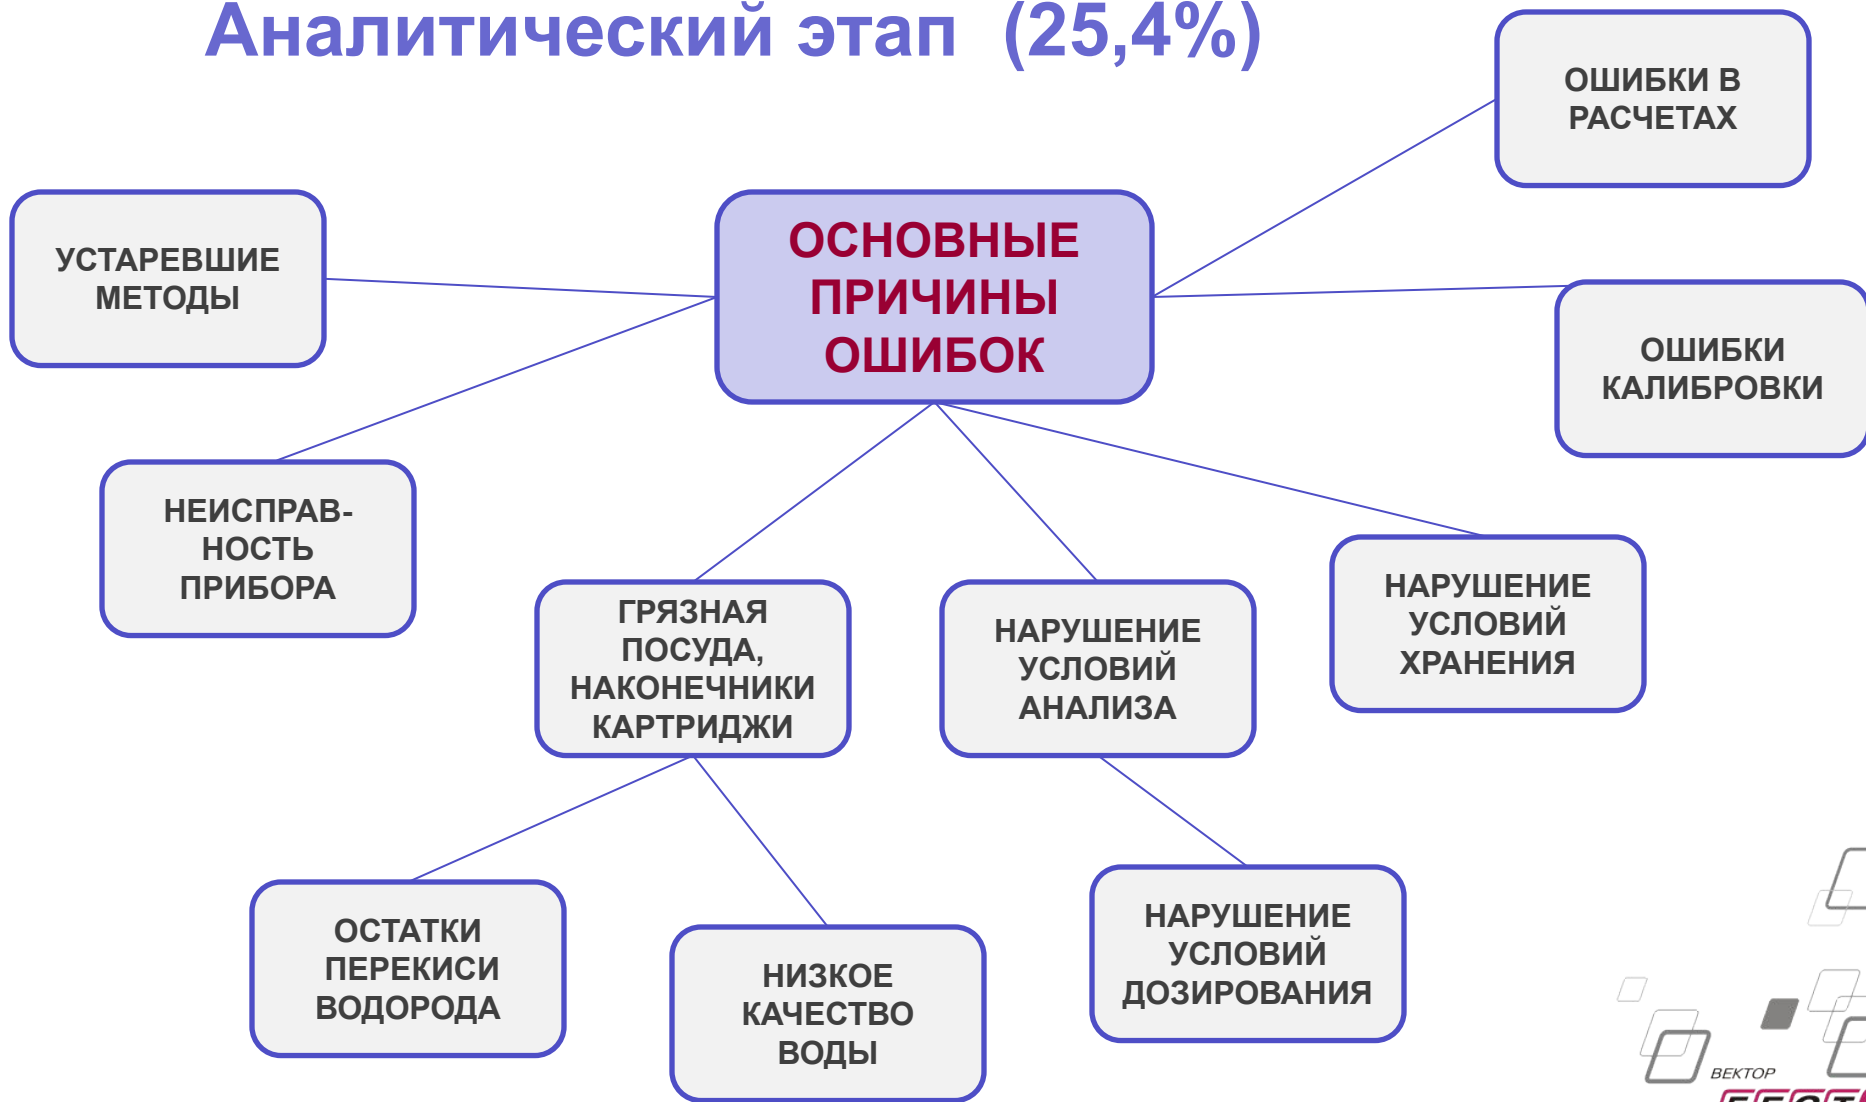 Аналитический этап (25,4%)
ОШИБКИ В
РАСЧЕТАХ
УСТАРЕВШИЕ
МЕТОДЫ
ОСНОВНЫЕ
ПРИЧИНЫ
ОШИБОК
ОШИБКИ
КАЛИБРОВКИ
НЕИСПРАВ-
НОСТЬ
ПРИБОРА
ГРЯЗНАЯ
ПОСУДА,
НАКОНЕЧНИКИ
КАРТРИДЖИ
НАРУШЕНИЕ
УСЛОВИЙ
АНАЛИЗА
НАРУШЕНИЕ
УСЛОВИЙ
ХРАНЕНИЯ
ОСТАТКИ
ПЕРЕКИСИ
ВОДОРОДА
НИЗКОЕ
КАЧЕСТВО
ВОДЫ
НАРУШЕНИЕ
УСЛОВИЙ
ДОЗИРОВАНИЯ
ВЕКТОР